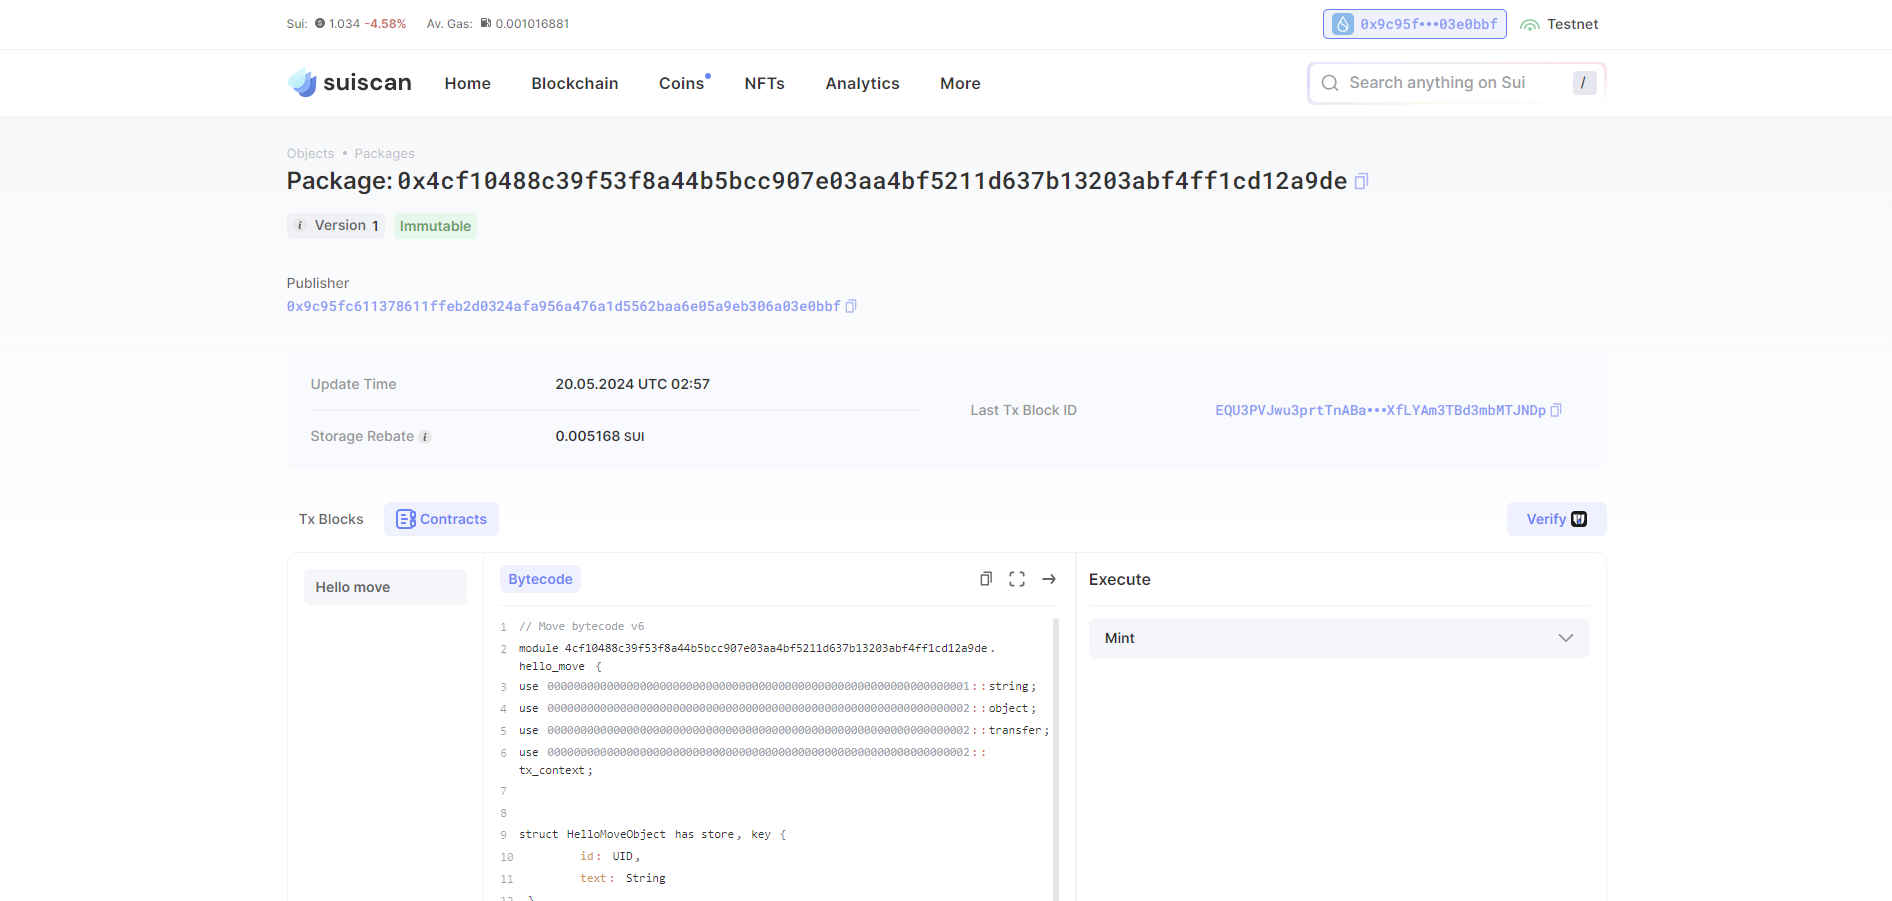 Sui: 1.034 -4.58% Av. Gas: 0.001016881
0x9c95f•••03e0bbf Testnet
suiscan Home Blockchain Coins NFTs Analytics More Search anything on Sui /
Objects • Packages
Package: 0x4cf10488c39f53f8a44b5bcc907e03aa4bf5211d637b13203abf4ff1cd12a9de
i Version 1 Immutable
Publisher
0x9c95fc611378611ffeb2d0324afa956a476a1d5562baa6e05a9eb306a03e0bbf
Update Time 20.05.2024 UTC 02:57
Last Tx Block ID EQU3PVJwu3prtTnABa•••XfLYAm3TBd3mbMTJNDp
Storage Rebate i 0.005168 SUI
Tx Blocks Contracts Verify
Hello move
Bytecode
Execute
Mint
1 // Move bytecode v6
2 module 4cf10488c39f53f8a44b5bcc907e03aa4bf5211d637b13203abf4ff1cd12a9de.
hello_move {
3 use 0000000000000000000000000000000000000000000000000000000000000001::string;
4 use 0000000000000000000000000000000000000000000000000000000000000002::object;
5 use 0000000000000000000000000000000000000000000000000000000000000002::transfer;
6 use 0000000000000000000000000000000000000000000000000000000000000002::
tx_context;
7
8
9 struct HelloMoveObject has store, key {
10 id: UID,
11 text: String
12 }